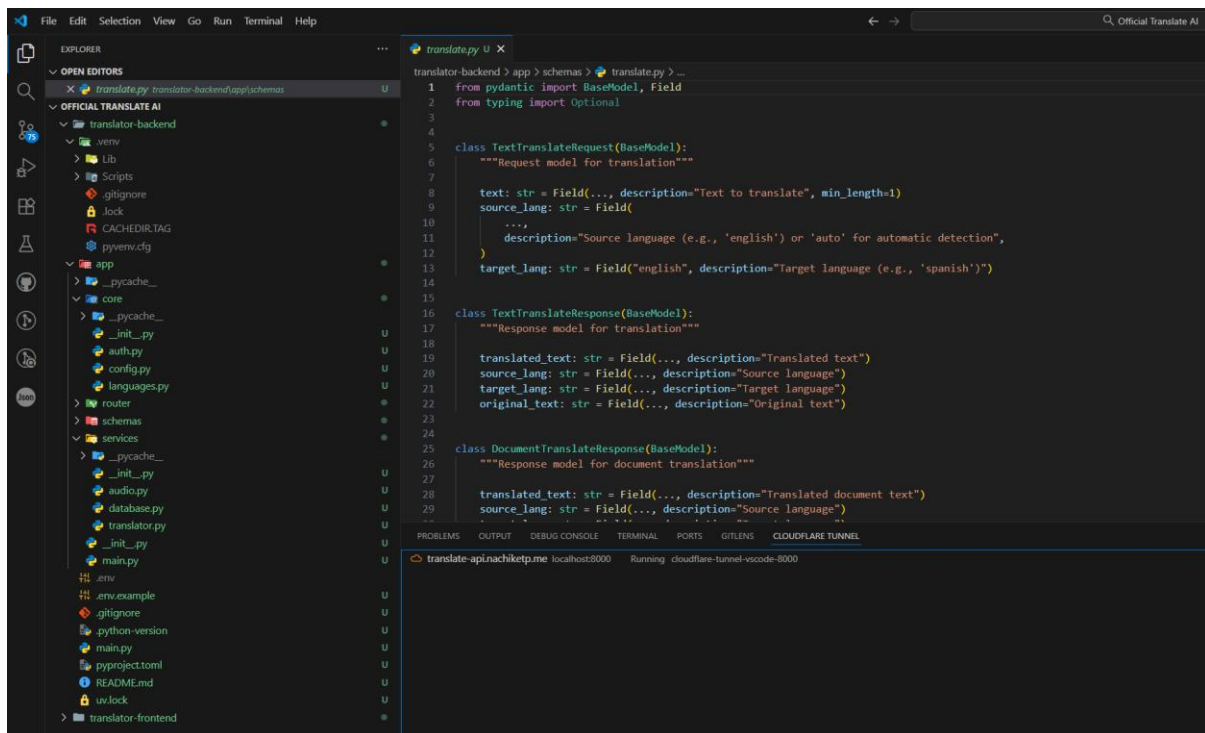 File Edit Selection View Go Run Terminal Help
Official Translate AI
EXPLORER
OPEN EDITORS
translate.py translator-backend\app\schemas U
OFFICIAL TRANSLATE AI
translator-backend
.venv
Lib
Scripts
.gitignore
.lock
CACHEDIR.TAG
pyvenv.cfg
app
__pycache__
core
__pycache__
__init__.py U
auth.py U
config.py U
languages.py U
router
schemas
services
__pycache__
__init__.py U
audio.py U
database.py U
translator.py U
__init__.py U
main.py U
.env
.env.example U
.gitignore U
.python-version U
main.py U
pyproject.toml U
README.md U
uv.lock U
translator-frontend
75
Json
translate.py U
translator-backend > app > schemas > translate.py > ...
1 from pydantic import BaseModel, Field
2 from typing import Optional
3
4
5 class TextTranslateRequest(BaseModel):
6 """Request model for translation"""
7
8 text: str = Field(..., description="Text to translate", min_length=1)
9 source_lang: str = Field(
10 ...,
11 description="Source language (e.g., 'english') or 'auto' for automatic detection",
12 )
13 target_lang: str = Field("english", description="Target language (e.g., 'spanish')")
14
15
16 class TextTranslateResponse(BaseModel):
17 """Response model for translation"""
18
19 translated_text: str = Field(..., description="Translated text")
20 source_lang: str = Field(..., description="Source language")
21 target_lang: str = Field(..., description="Target language")
22 original_text: str = Field(..., description="Original text")
23
24
25 class DocumentTranslateResponse(BaseModel):
26 """Response model for document translation"""
27
28 translated_text: str = Field(..., description="Translated document text")
29 source_lang: str = Field(..., description="Source language")
PROBLEMS OUTPUT DEBUG CONSOLE TERMINAL PORTS GITLENS CLOUDFLARE TUNNEL
translate-api.nachiketp.me localhost:8000 Running cloudflare-tunnel-vscode-8000